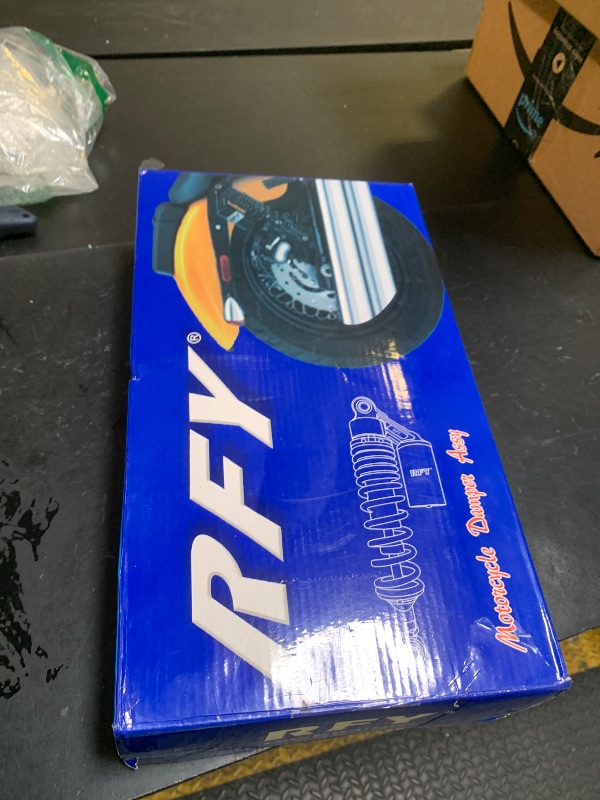 RFY®
RFY
Motorcycle Damper Assy
RFY
prime